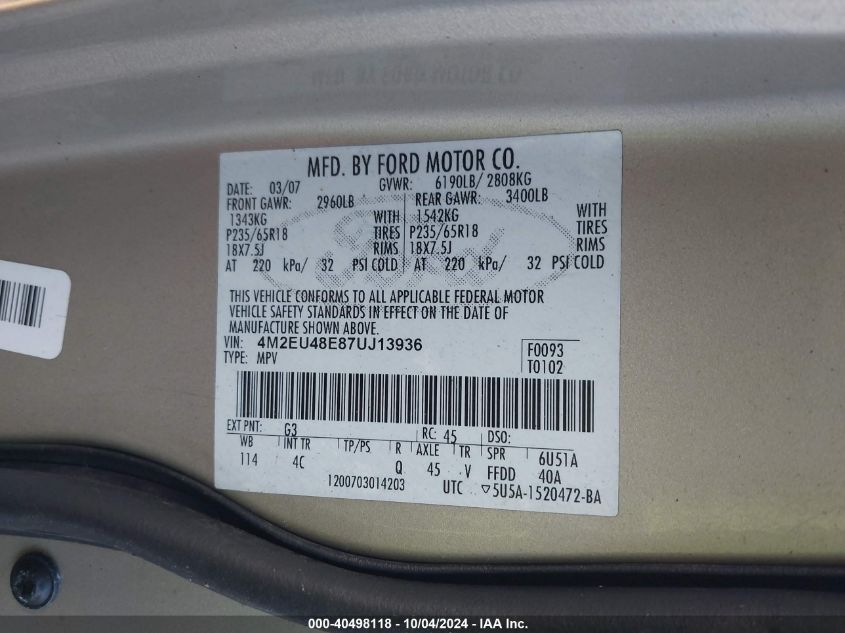 MFD. BY FORD MOTOR CO.
DATE: 03/07 GVWR: 6190LB/ 2808KG
FRONT GAWR: 2960LB REAR GAWR: 3400LB
1343KG WITH 1542KG WITH
P235/65R18 TIRES P235/65R18 TIRES
18X7.5J RIMS 18X7.5J RIMS
AT 220 kPa/ 32 PSI COLD AT 220 kPa/ 32 PSI COLD
THIS VEHICLE CONFORMS TO ALL APPLICABLE FEDERAL MOTOR
VEHICLE SAFETY STANDARDS IN EFFECT ON THE DATE OF
MANUFACTURE SHOWN ABOVE.
VIN: 4M2EU48E87UJ13936
TYPE: MPV
F0093
T0102
EXT PNT: G3 RC: 45 DSO:
WB INT TR TP/PS R AXLE TR SPR 6U51A
114 4C Q 45 V FFDD 40A
1200703014203 UTC ▽5U5A-1520472-BA
000-40498118 - 10/04/2024 - IAA Inc.